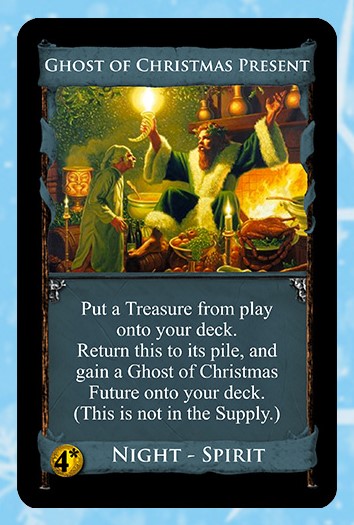 Ghost of Christmas Present
Put a Treasure from play
onto your deck.
Return this to its pile, and
gain a Ghost of Christmas
Future onto your deck.
(This is not in the Supply.)
4*
Night - Spirit